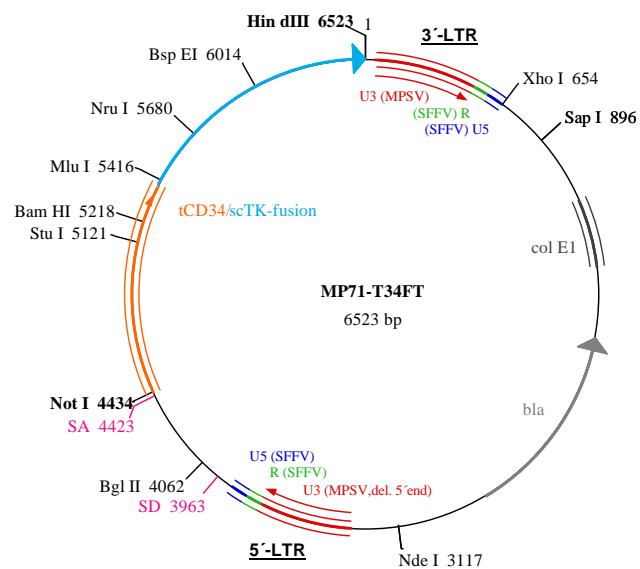 Hin dIII 6523
1
3´-LTR
Bsp EI 6014
Xho I 654
U3 (MPSV)
(SFFV) R
(SFFV) U5
Sap I 896
Nru I 5680
Mlu I 5416
Bam HI 5218
tCD34/scTK-fusion
Stu I 5121
col E1
MP71-T34FT
6523 bp
Not I 4434
SA 4423
bla
U5 (SFFV)
R (SFFV)
U3 (MPSV,del. 5´end)
Bgl II 4062
SD 3963
5´-LTR
Nde I 3117